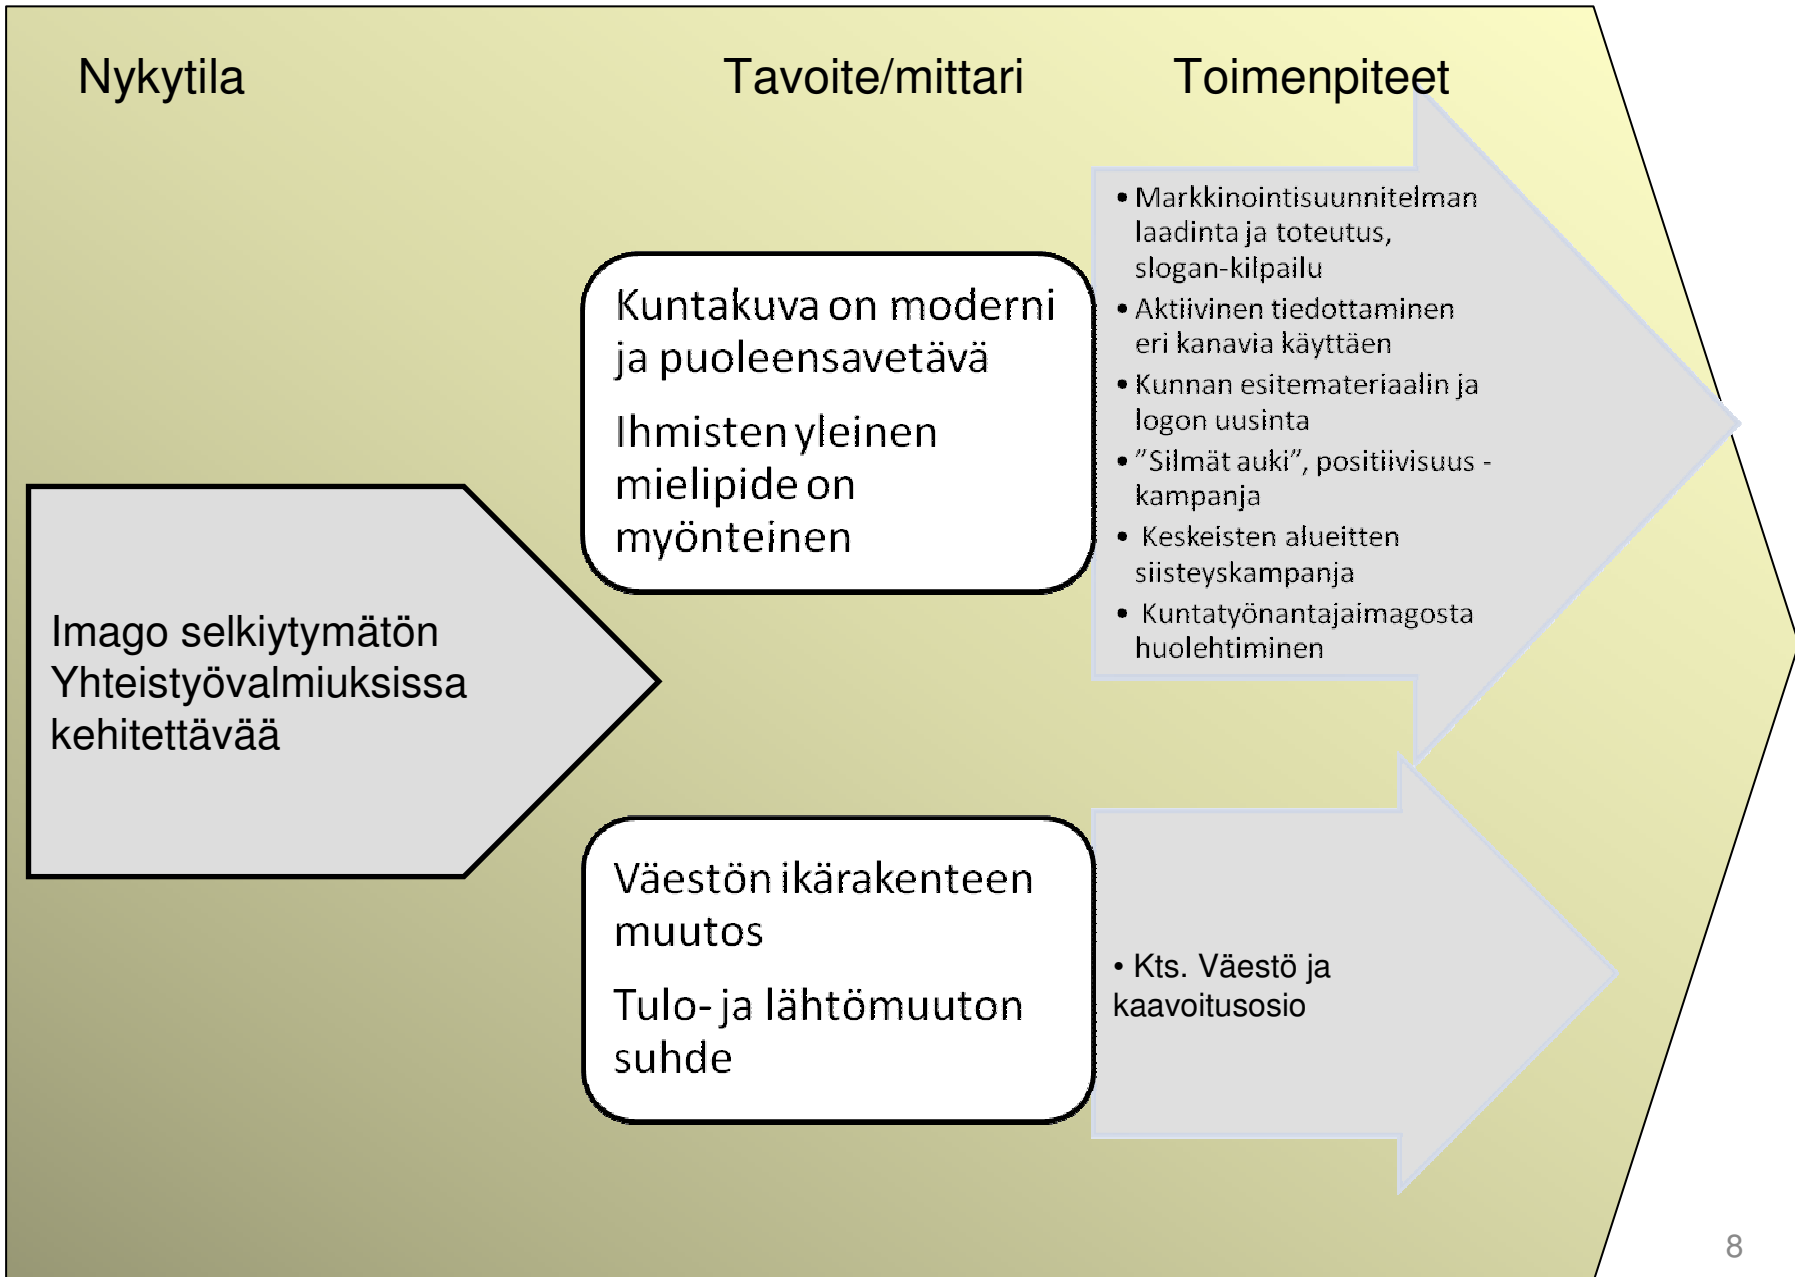 Nykytila
Tavoite/mittari
Toimenpiteet
Imago selkiytymätön
Yhteistyövalmiuksissa
kehitettävää
Kuntakuva on moderni
ja puoleensavetävä
Ihmisten yleinen
mielipide on
myönteinen
• Markkinointisuunnitelman
laadinta ja toteutus,
slogan-kilpailu
• Aktiivinen tiedottaminen
eri kanavia käyttäen
• Kunnan esitemateriaalin ja
logon uusinta
• ”Silmät auki”, positiivisuus -
kampanja
• Keskeisten alueitten
siisteyskampanja
• Kuntatyönantajaimagosta
huolehtiminen
Väestön ikärakenteen
muutos
Tulo- ja lähtömuuton
suhde
• Kts. Väestö ja
kaavoitusosio
8